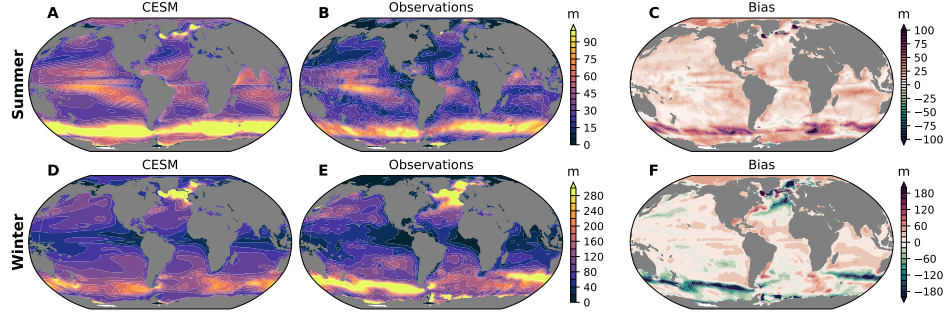 A CESM
B Observations
m
C Bias
m
Summer
90
75
60
45
30
15
0
100
75
50
25
0
−25
−50
−75
−100
D CESM
E Observations
m
F Bias
m
Winter
280
240
200
160
120
80
40
0
180
120
60
0
−60
−120
−180